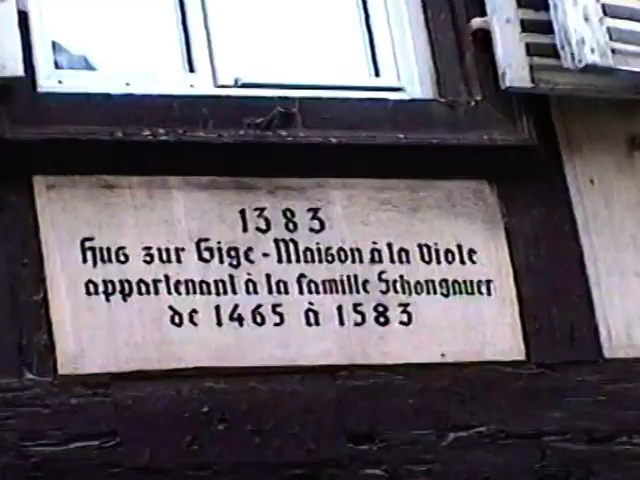 1383
Hus zur Gige - Maison à la Viole
appartenant à la famille Schongauer
de 1465 à 1583